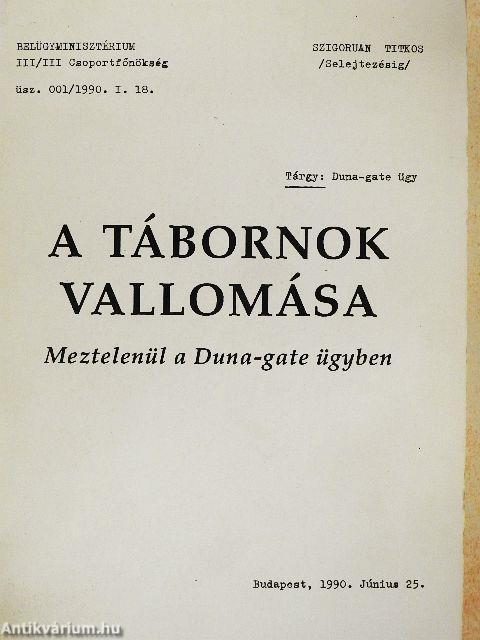 BELÜGYMINISZTÉRIUM
III/III Csoportfőnökség
üsz. 001/1990. I. 18.
SZIGORUAN TITKOS
/Selejtezésig/
Tárgy: Duna-gate ügy
A TÁBORNOK
VALLOMÁSA
Meztelenül a Duna-gate ügyben
Budapest, 1990. Június 25.
Antikvárium.hu